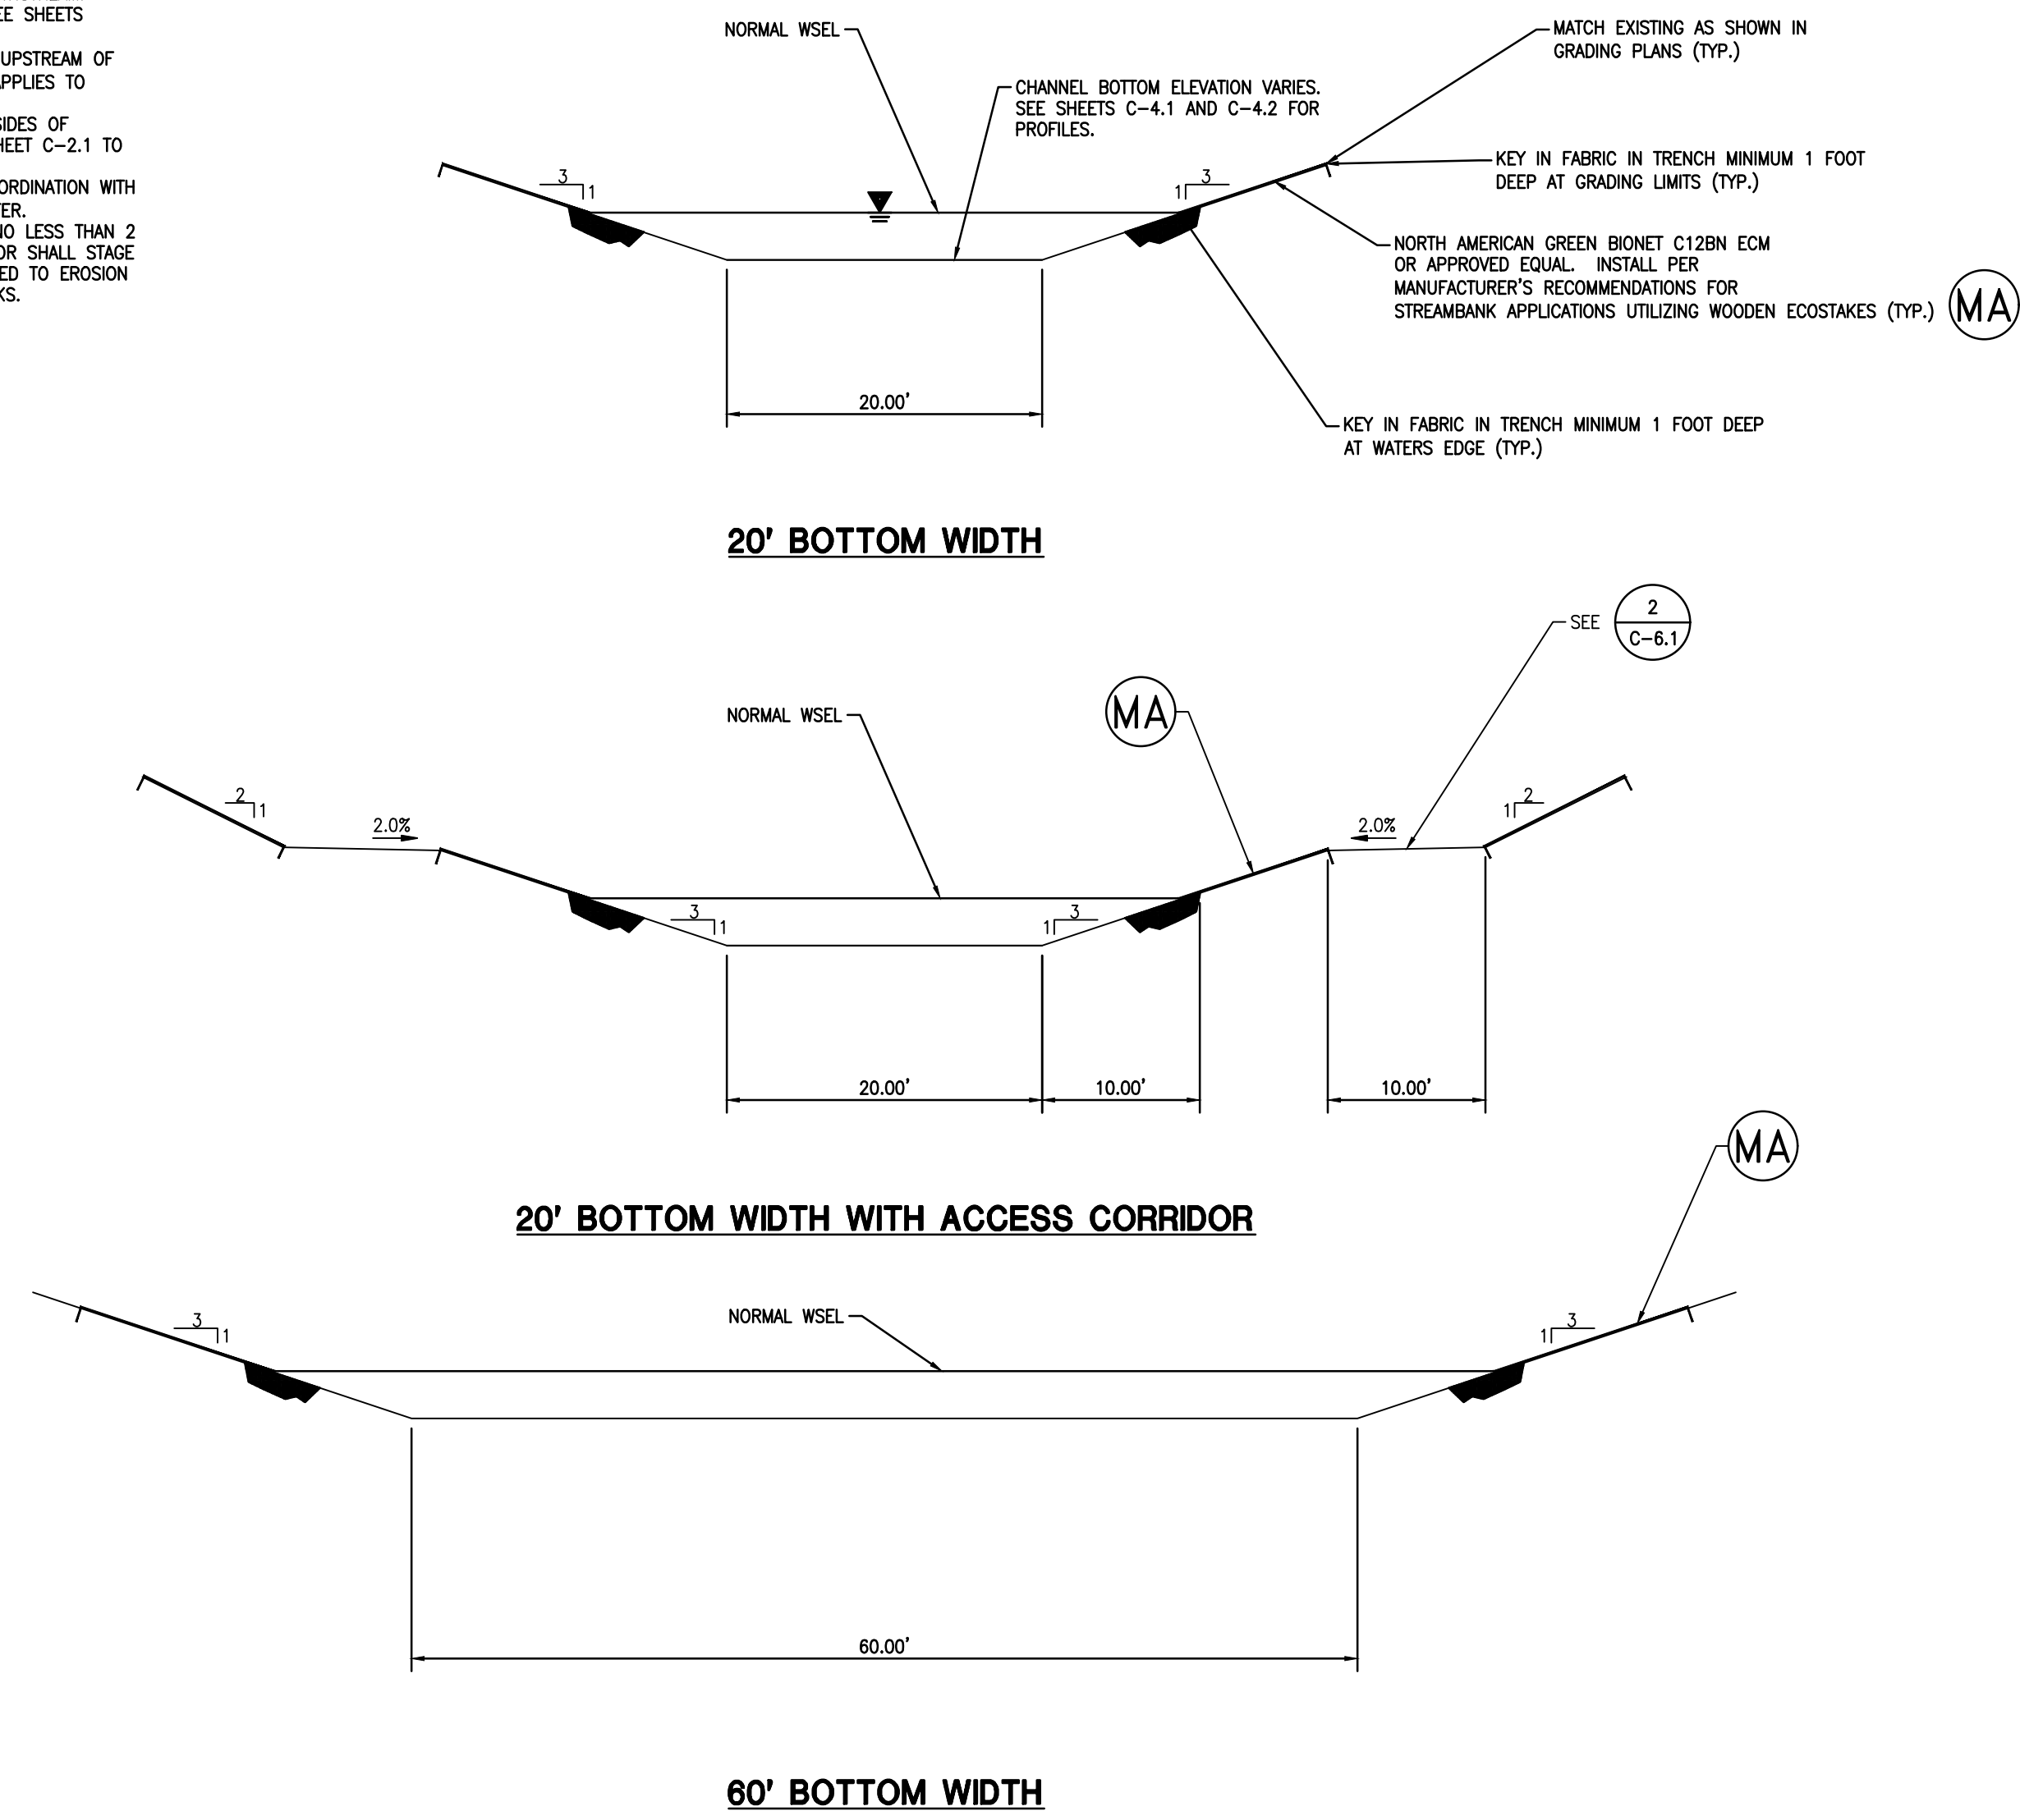 EE SHEETS
UPSTREAM OF
APPLIES TO
SIDES OF
HEET C-2.1 TO
ORDINATION WITH
TER.
NO LESS THAN 2
OR SHALL STAGE
ED TO EROSION
KS.
NORMAL WSEL
MATCH EXISTING AS SHOWN IN
GRADING PLANS (TYP.)
CHANNEL BOTTOM ELEVATION VARIES.
SEE SHEETS C-4.1 AND C-4.2 FOR
PROFILES.
KEY IN FABRIC IN TRENCH MINIMUM 1 FOOT
DEEP AT GRADING LIMITS (TYP.)
3
1
3
1
NORTH AMERICAN GREEN BIONET C12BN ECM
OR APPROVED EQUAL. INSTALL PER
MANUFACTURER'S RECOMMENDATIONS FOR
STREAMBANK APPLICATIONS UTILIZING WOODEN ECOSTAKES (TYP.)
MA
20.00'
KEY IN FABRIC IN TRENCH MINIMUM 1 FOOT DEEP
AT WATERS EDGE (TYP.)
20' BOTTOM WIDTH
SEE
2
C-6.1
MA
NORMAL WSEL
2
1
2.0%
2.0%
2
1
3
1
3
1
20.00'
10.00'
10.00'
MA
20' BOTTOM WIDTH WITH ACCESS CORRIDOR
NORMAL WSEL
3
1
3
1
60.00'
60' BOTTOM WIDTH